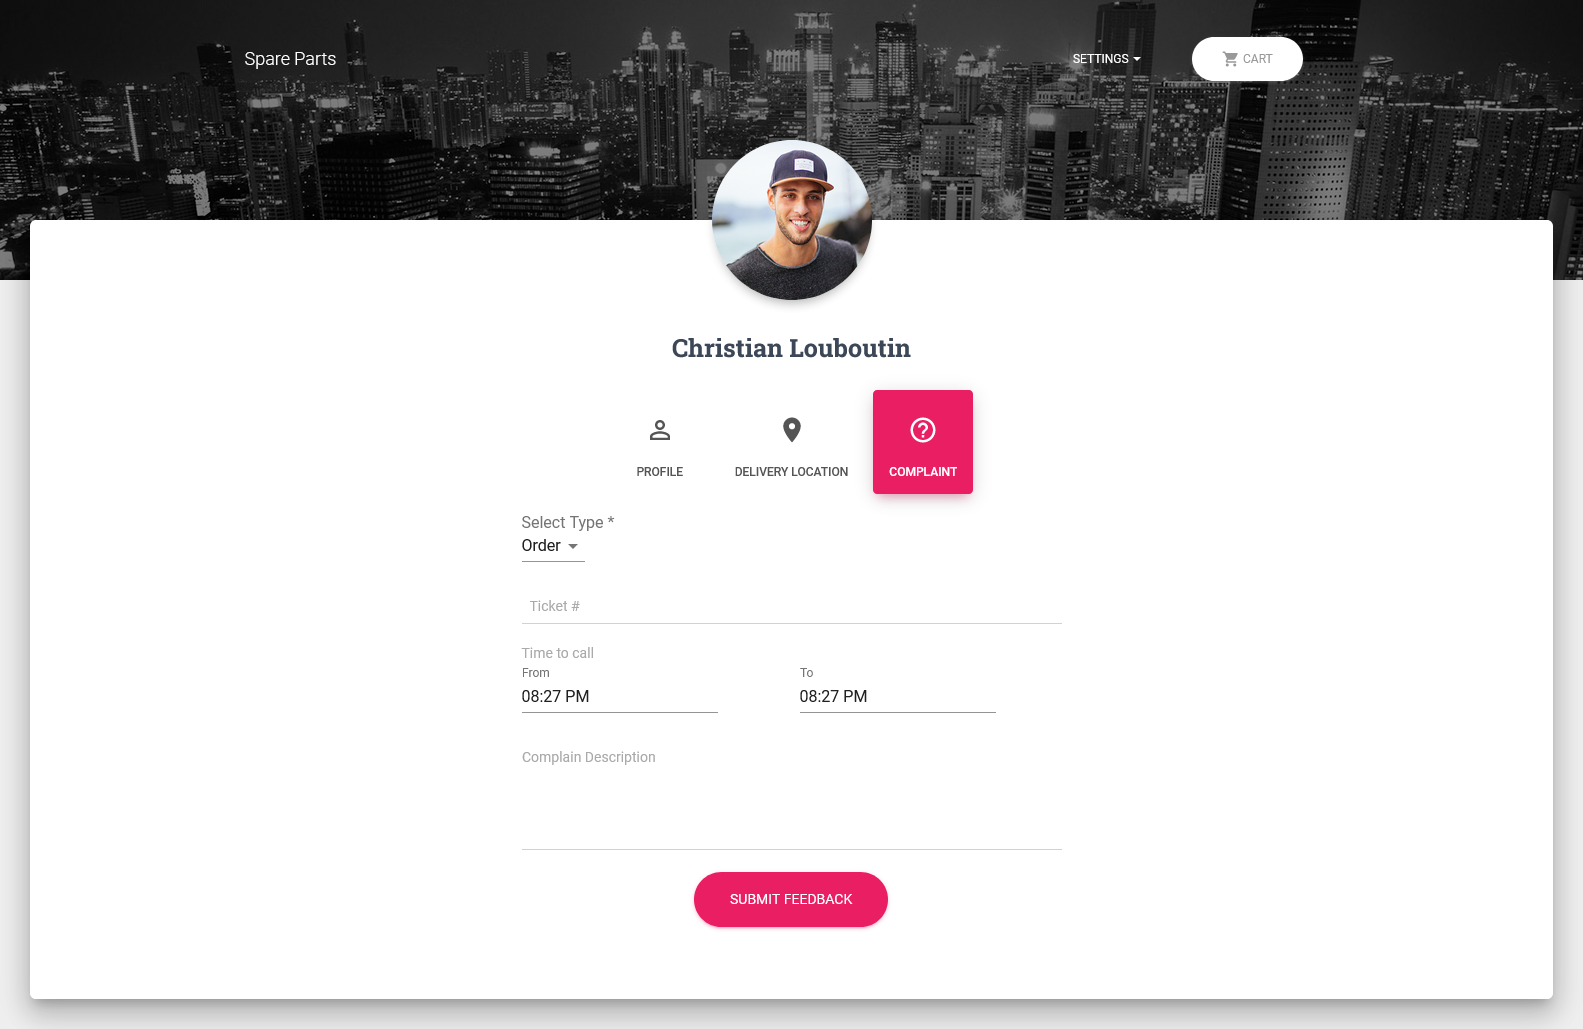 Spare Parts
SETTINGS
CART
Christian Louboutin
PROFILE
DELIVERY LOCATION
COMPLAINT
Select Type *
Order
Ticket #
Time to call
From
To
08:27 PM
08:27 PM
Complain Description
SUBMIT FEEDBACK